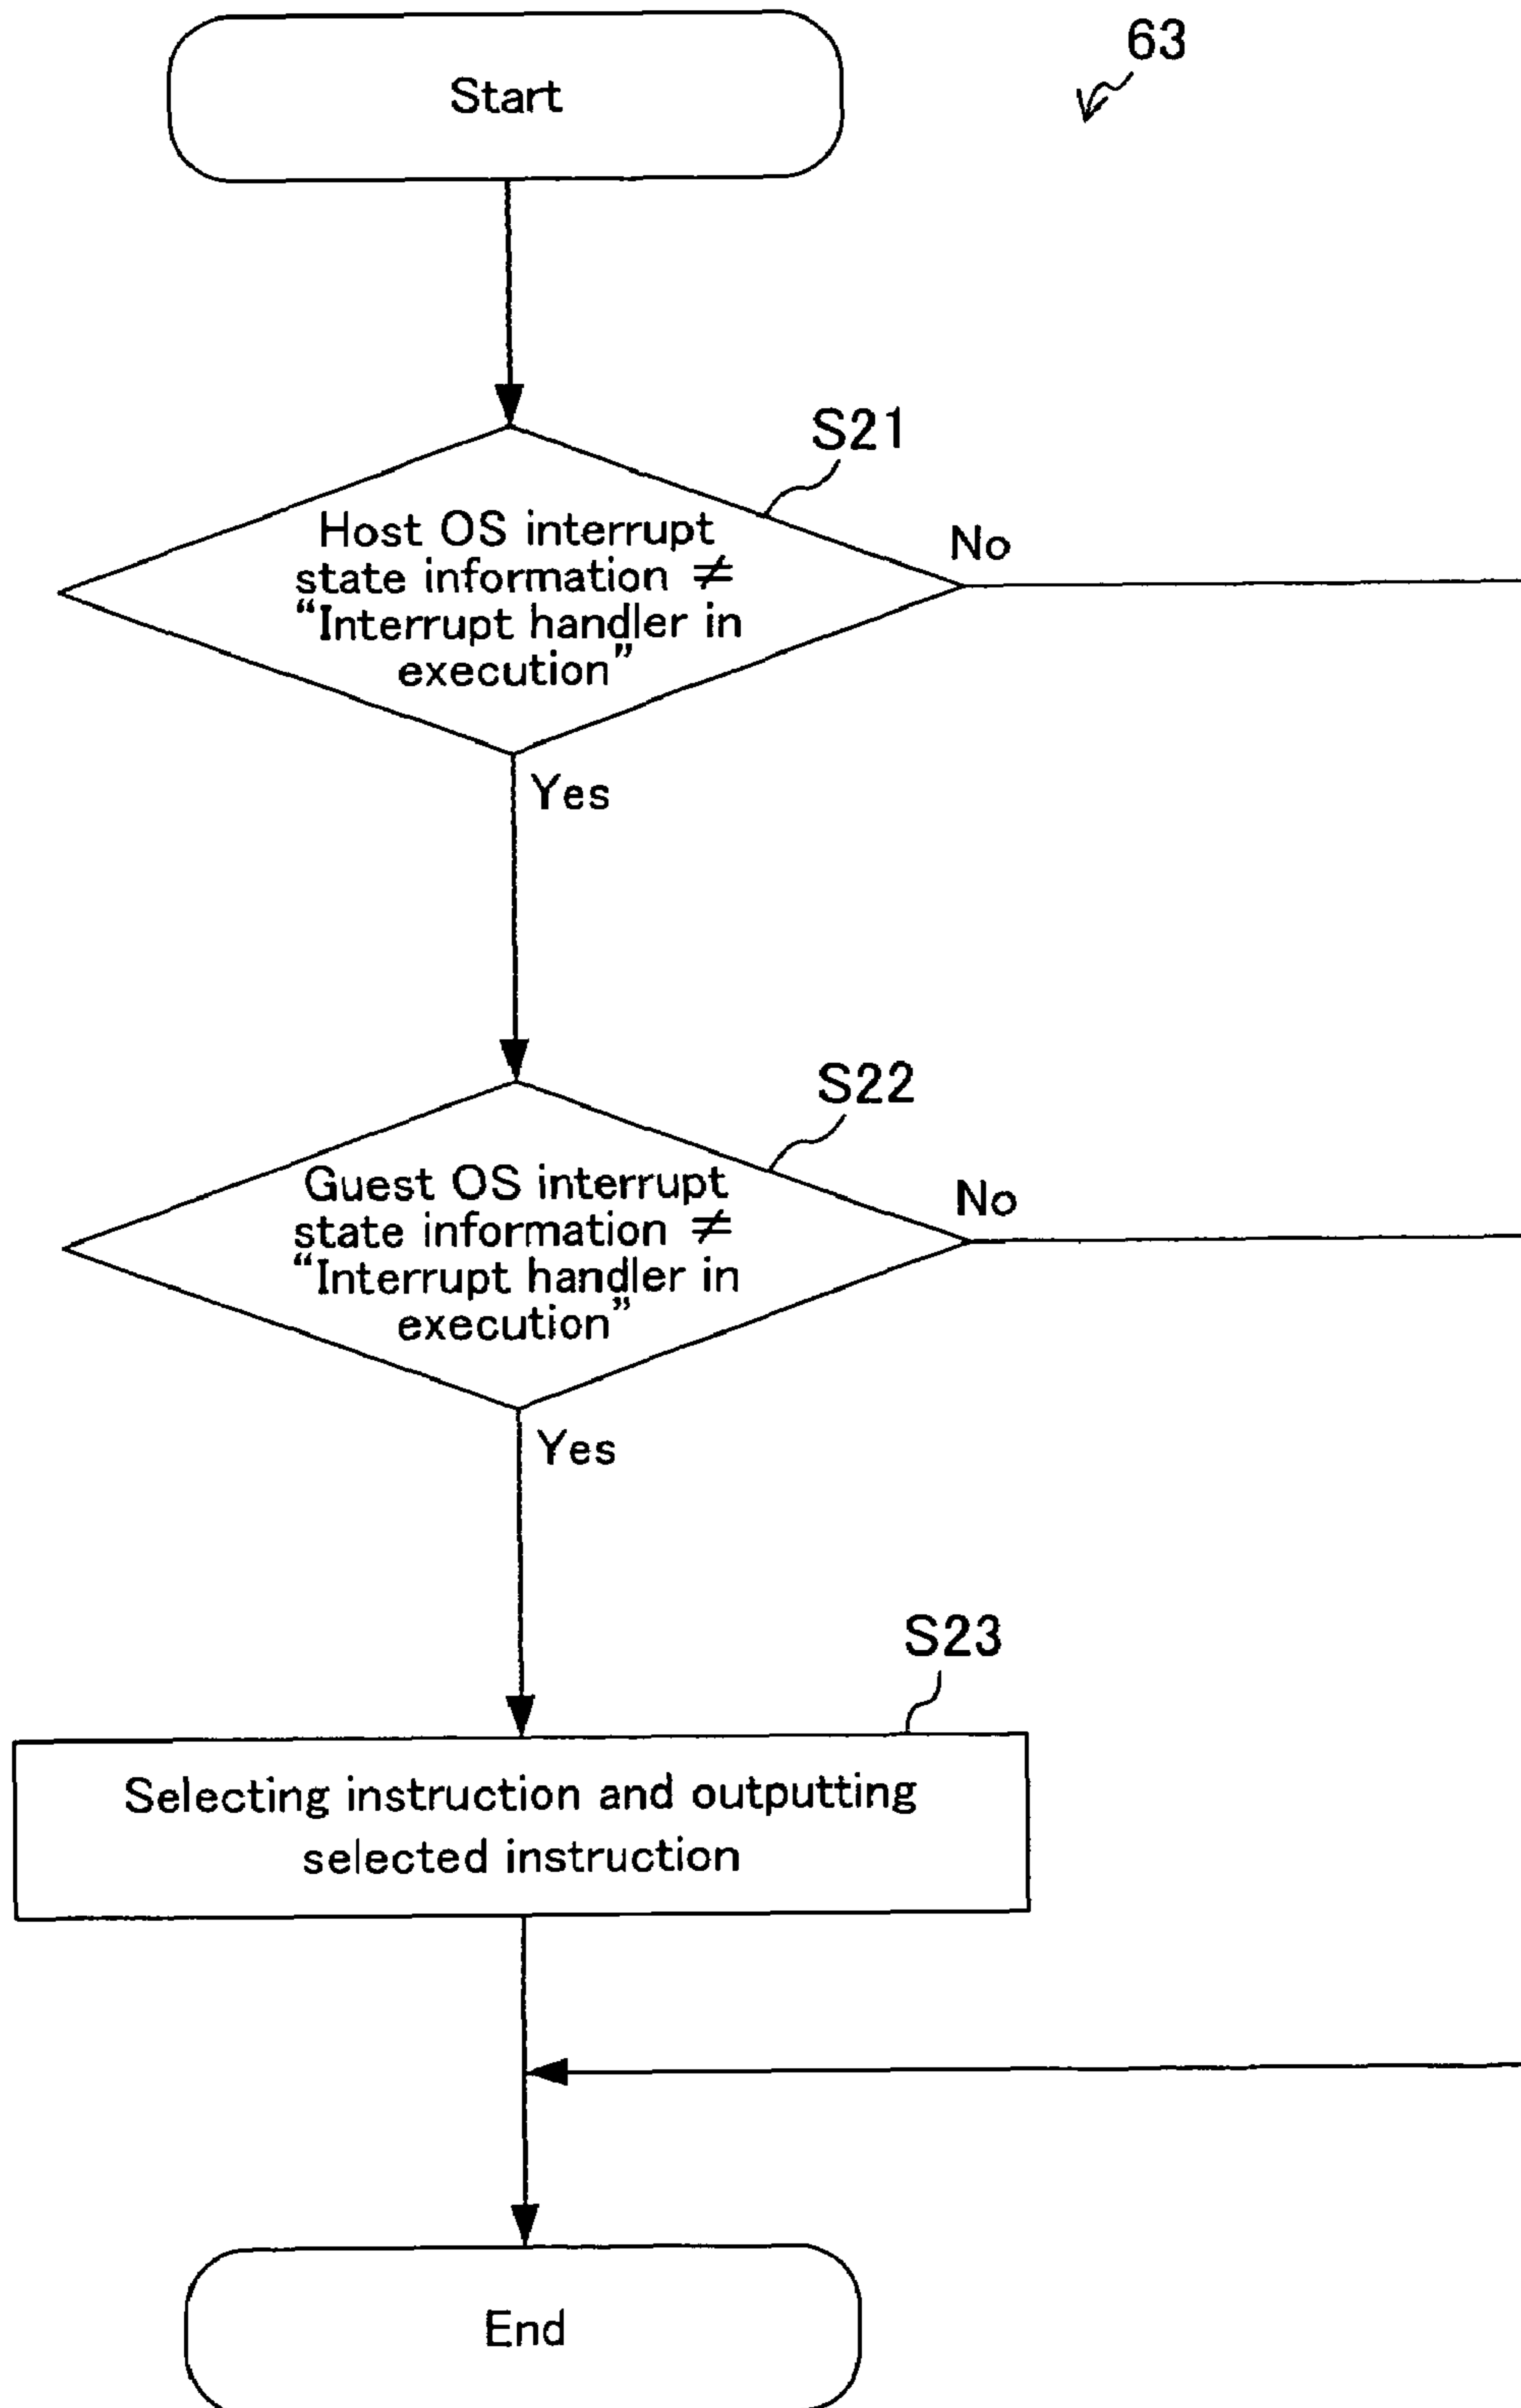 Start
63
S21
Host OS interrupt
state information ≠
“Interrupt handler in
execution”
No
Yes
S22
Guest OS interrupt
state information ≠
“Interrupt handler in
execution”
No
Yes
S23
Selecting instruction and outputting
selected instruction
End